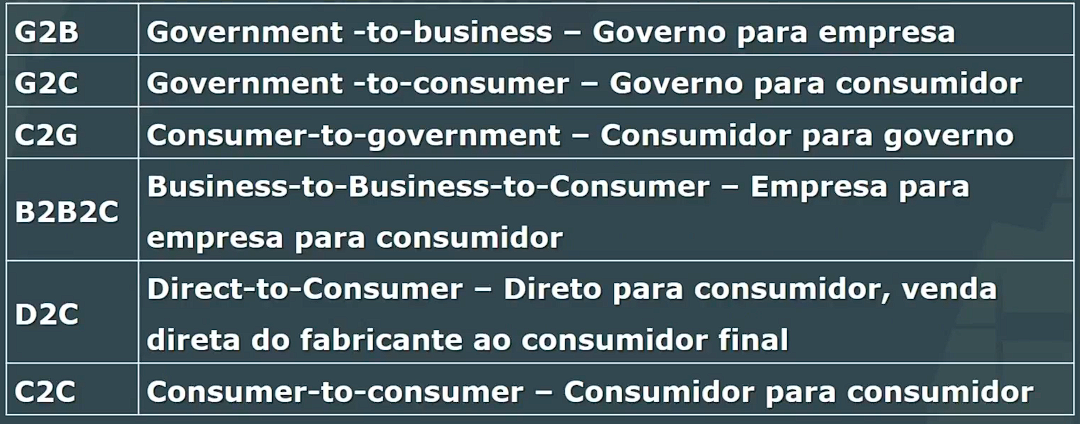 G2B Government -to-business – Governo para empresa
G2C Government -to-consumer – Governo para consumidor
C2G Consumer-to-government – Consumidor para governo
B2B2C Business-to-Business-to-Consumer – Empresa para
empresa para consumidor
D2C Direct-to-Consumer – Direto para consumidor, venda
direta do fabricante ao consumidor final
C2C Consumer-to-consumer – Consumidor para consumidor